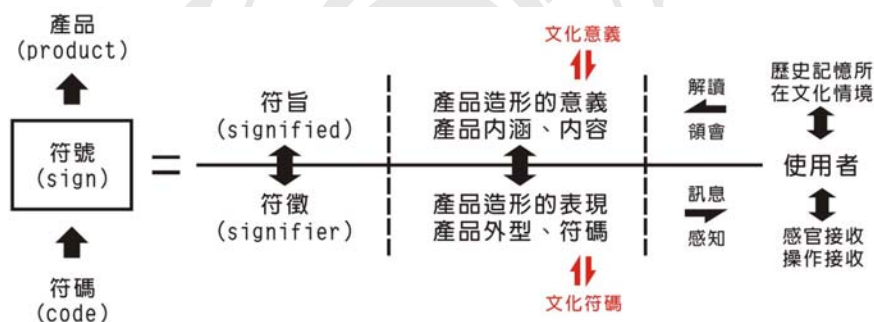 產品
(product)
符號
(sign)
符碼
(code)
=
符旨
(signified)
符徵
(signifier)
文化意義
產品造形的意義
產品內涵、內容
產品造形的表現
產品外型、符碼
文化符碼
解讀
領會
訊息
感知
歷史記憶所
在文化情境
使用者
感官接收
操作接收